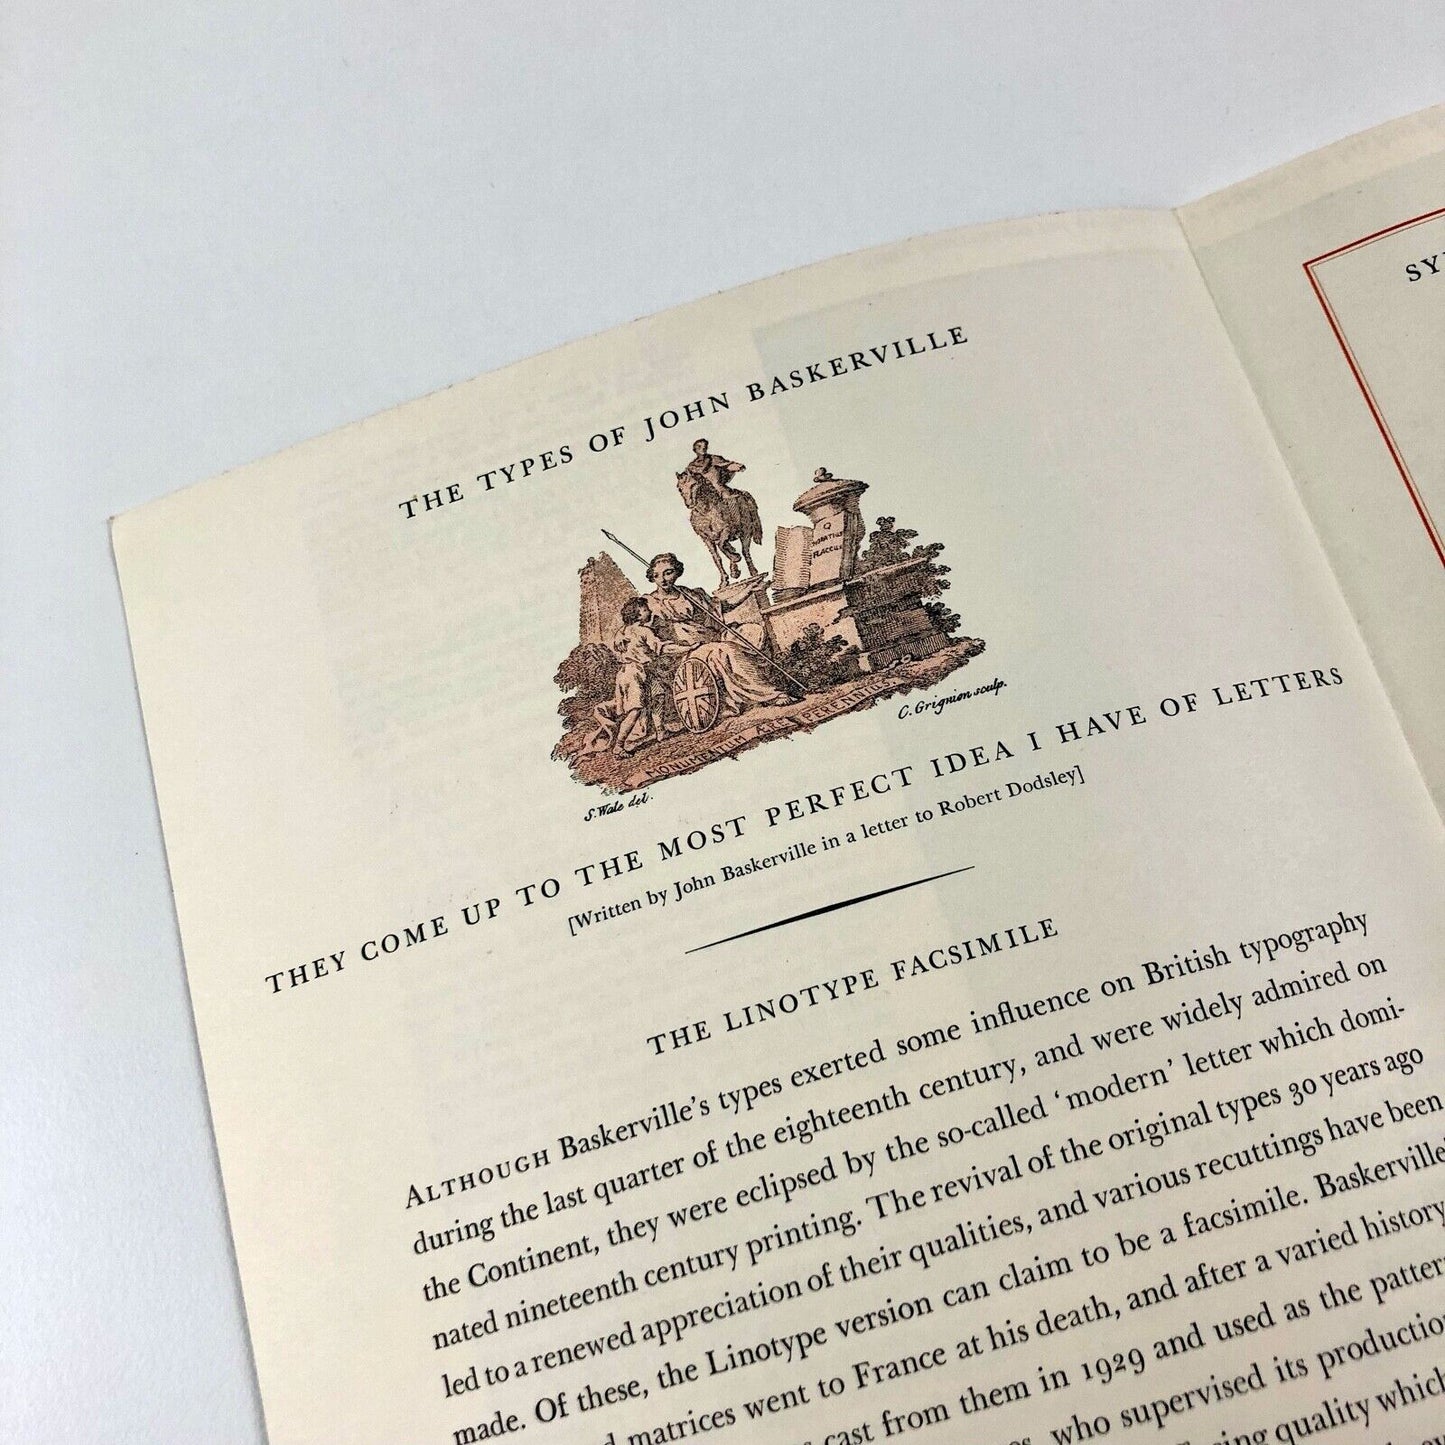 THE TYPES OF JOHN BASKERVILLE
Q
HORATIUS
FLACCUS
MONUMENTUM ÆRE PERENNIUS.
C. Grignion sculp.
S. Wale del.
THEY COME UP TO THE MOST PERFECT IDEA I HAVE OF LETTERS
[Written by John Baskerville in a letter to Robert Dodsley]
THE LINOTYPE FACSIMILE
ALTHOUGH Baskerville's types exerted some influence on British typography
during the last quarter of the eighteenth century, and were widely admired on
the Continent, they were eclipsed by the so-called ‘modern’ letter which domi-
nated nineteenth century printing. The revival of the original types 30 years ago
led to a renewed appreciation of their qualities, and various recuttings have been
made. Of these, the Linotype version can claim to be a facsimile. Baskerville'
matrices went to France at his death, and after a varied history
cast from them in 1929 and used as the
who supervised its
quality which
SY